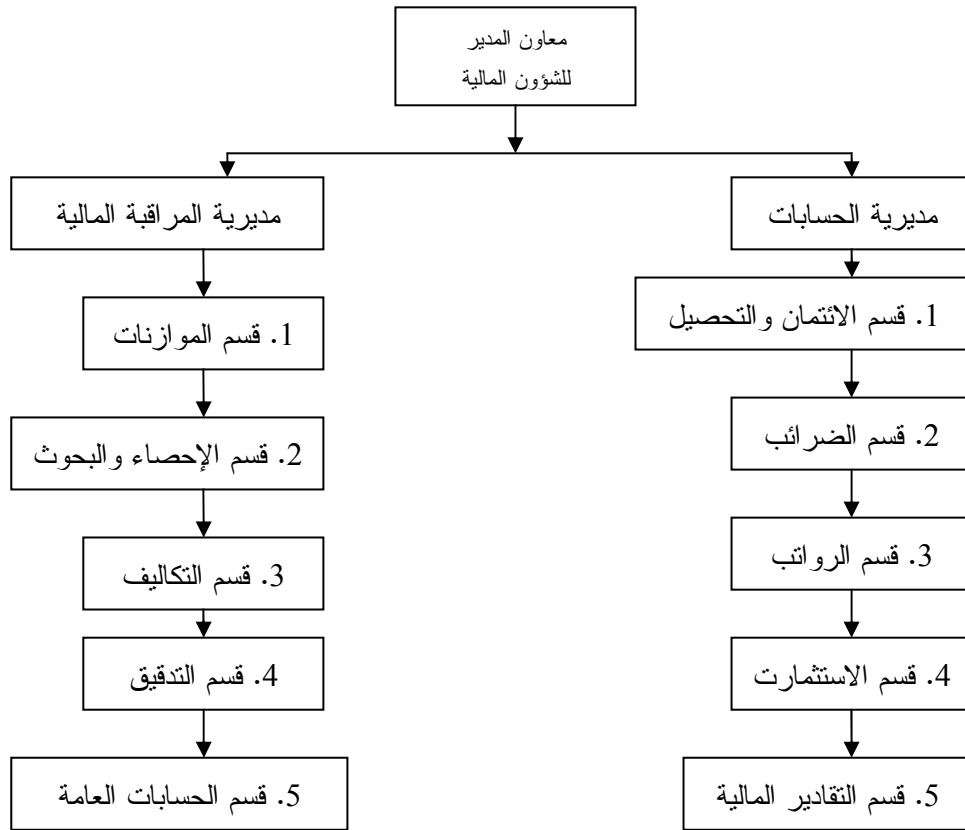 معاون المدير
للشؤون المالية
مديرية الحسابات
مديرية المراقبة المالية
1. قسم الائتمان والتحصيل
1. قسم الموازنات
2. قسم الضرائب
2. قسم الإحصاء والبحوث
3. قسم الرواتب
3. قسم التكاليف
4. قسم الاستثمارت
4. قسم التدقيق
5. قسم التقادير المالية
5. قسم الحسابات العامة